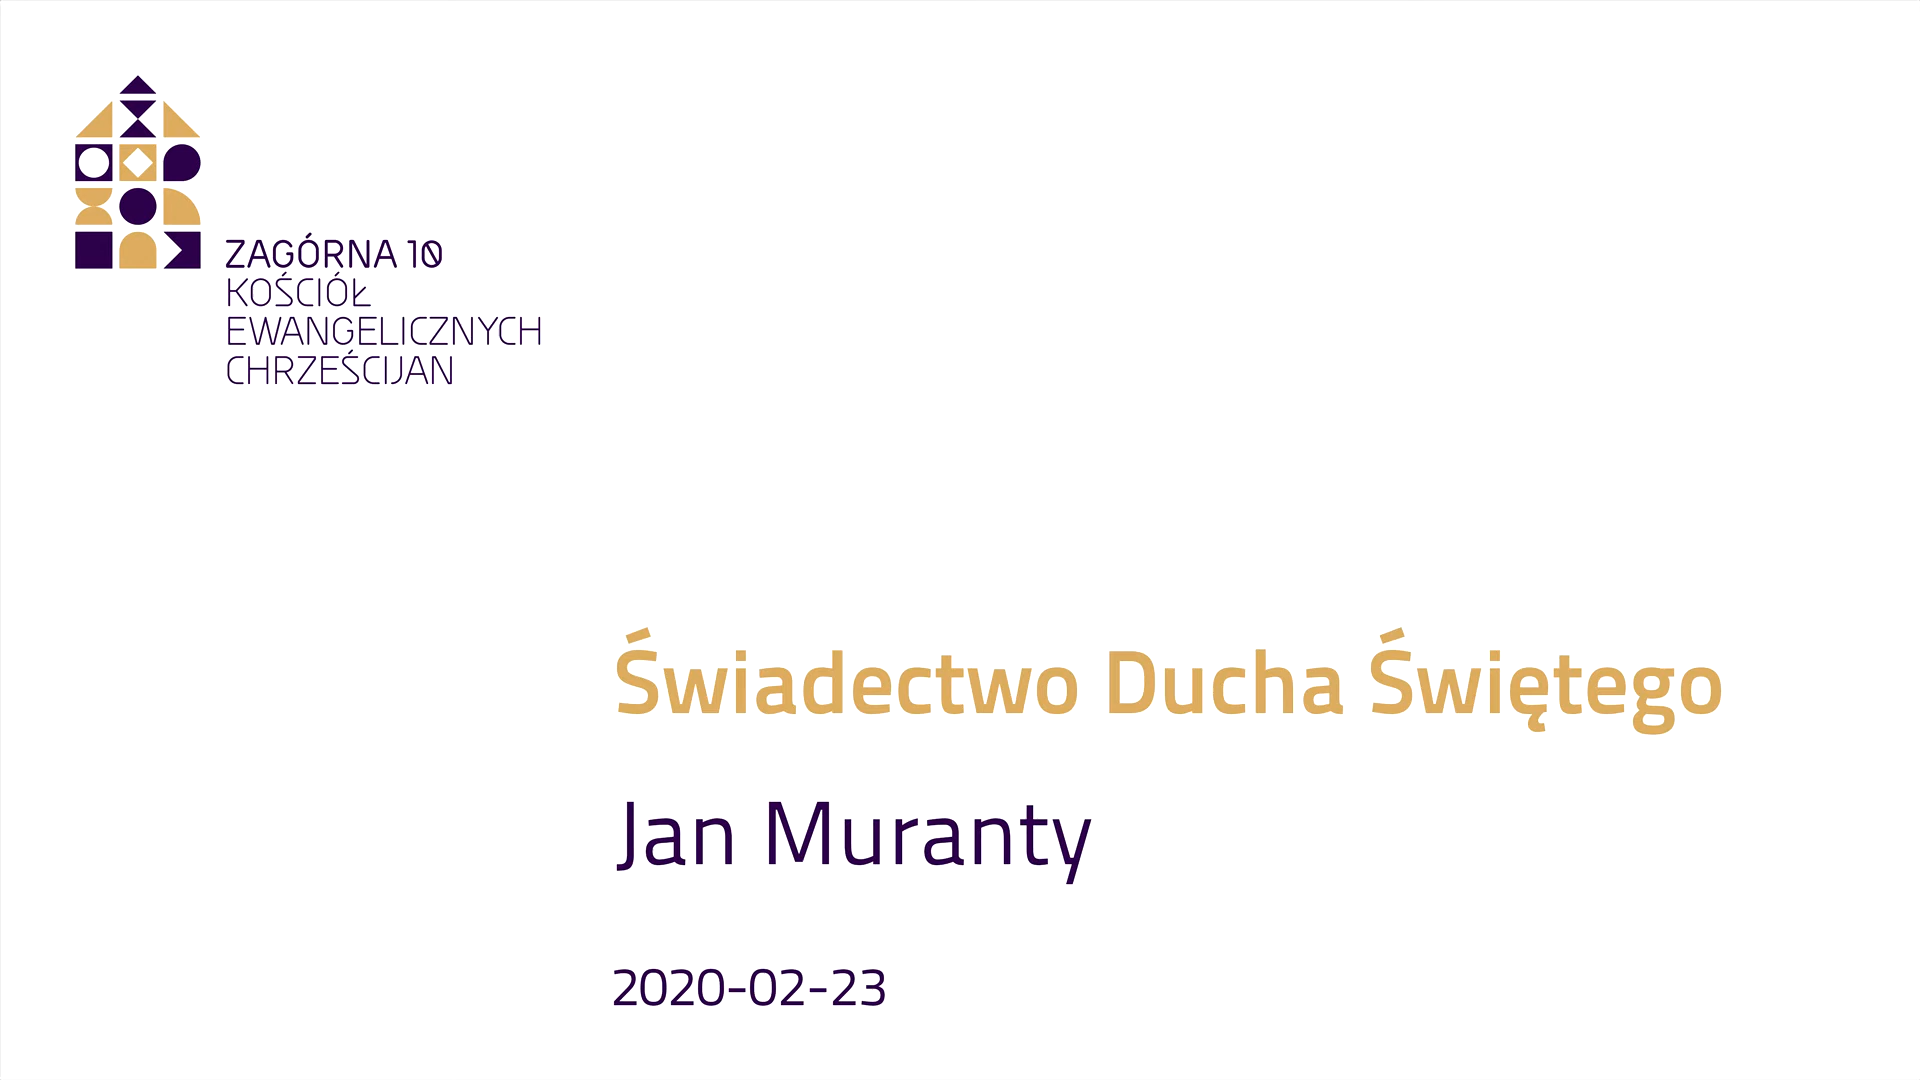 ZAGÓRNA 10
KOŚCIÓŁ
EWANGELICZNYCH
CHRZEŚCIJAN
Świadectwo Ducha Świętego
Jan Muranty
2020-02-23